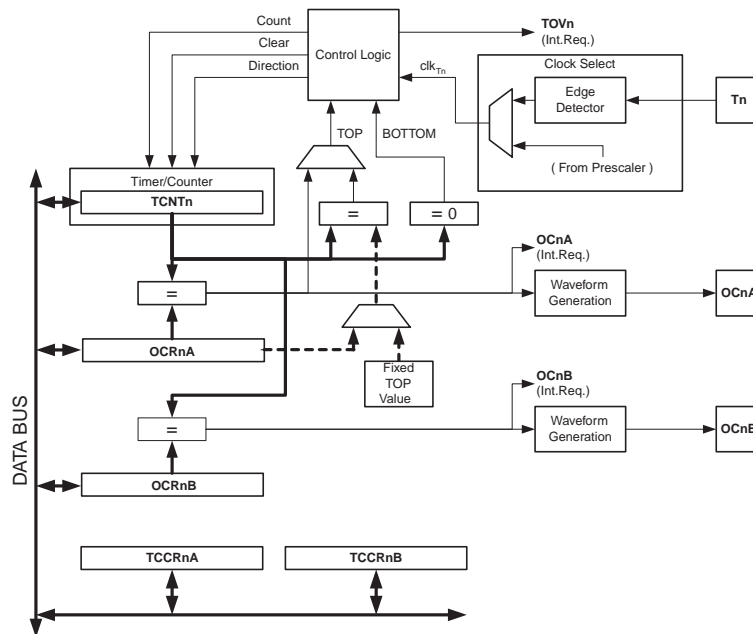 Count
TOVn
(Int.Req.)
Clear
Control Logic
Direction
clkTn
Clock Select
Edge
Detector
Tn
TOP
BOTTOM
( From Prescaler )
Timer/Counter
TCNTn
=
= 0
OCnA
(Int.Req.)
=
Waveform
Generation
OCnA
OCRnA
Fixed
TOP
Value
OCnB
(Int.Req.)
=
Waveform
Generation
OCnB
OCRnB
DATA BUS
TCCRnA
TCCRnB